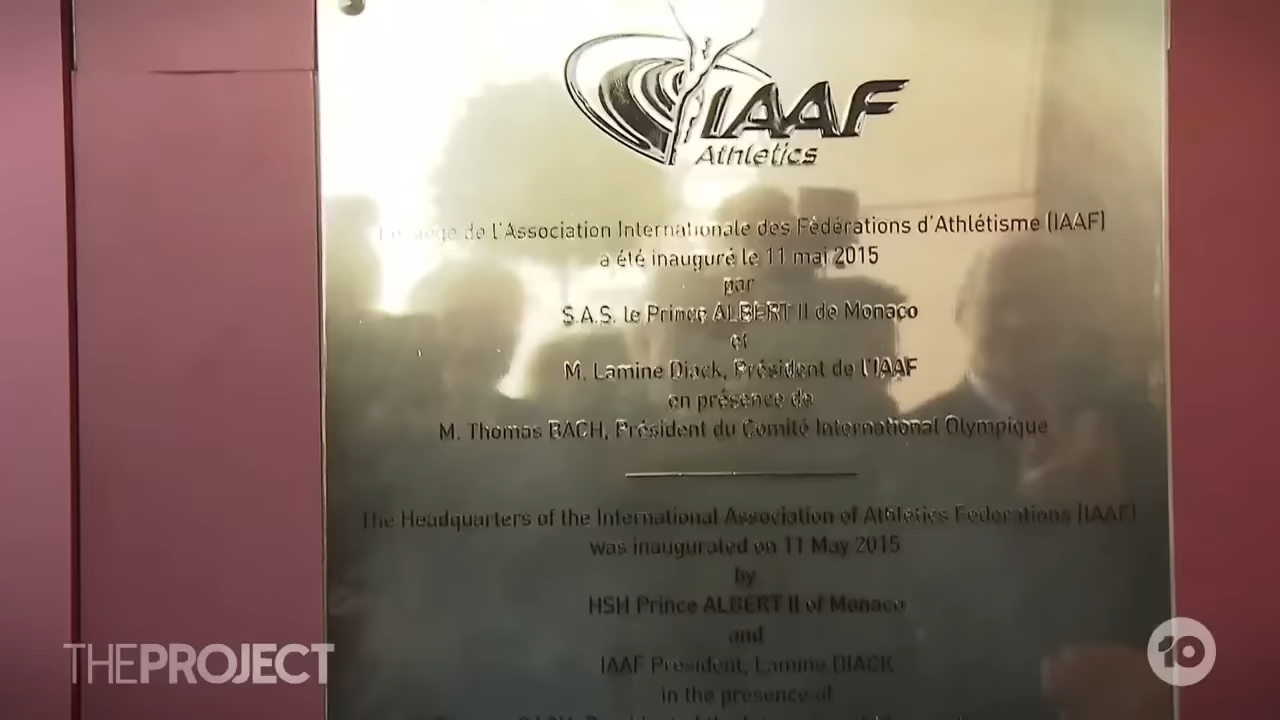 IAAF
Athletics
siège de l'Association Internationale des Fédérations d'Athlétisme (IAAF)
a été inauguré le 11 mai 2015
par
S.A.S. le Prince ALBERT II de Monaco
et
M. Lamine Diack, Président de l'IAAF
en présence de
M. Thomas BACH, Président du Comité International Olympique
The Headquarters of the International Association of Athletics Federations (IAAF)
was inaugurated on 11 May 2015
by
HSH Prince ALBERT II of Monaco
and
IAAF President, Lamine DIACK
in the presence of
THEPROJECT
10